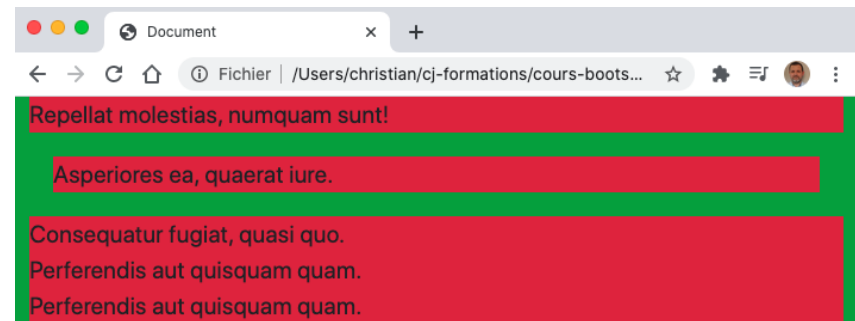 Document
Fichier /Users/christian/cj-formations/cours-boots...
Repellat molestias, numquam sunt!
Asperiores ea, quaerat iure.
Consequatur fugiat, quasi quo.
Perferendis aut quisquam quam.
Perferendis aut quisquam quam.